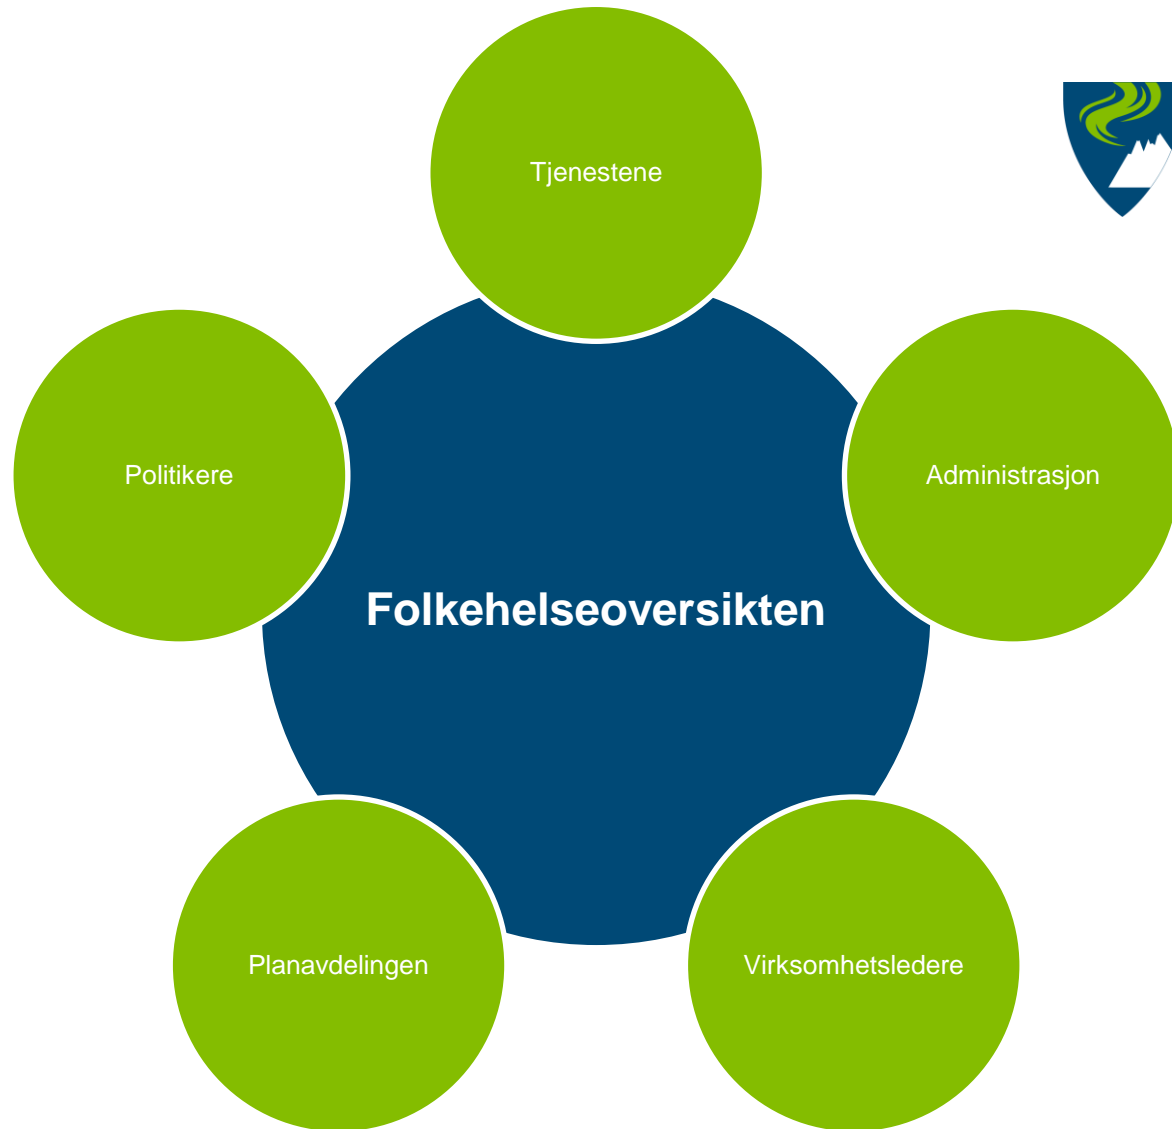 Tjenestene
Politikere
Administrasjon
Folkehelseoversikten
Planavdelingen
Virksomhetsledere